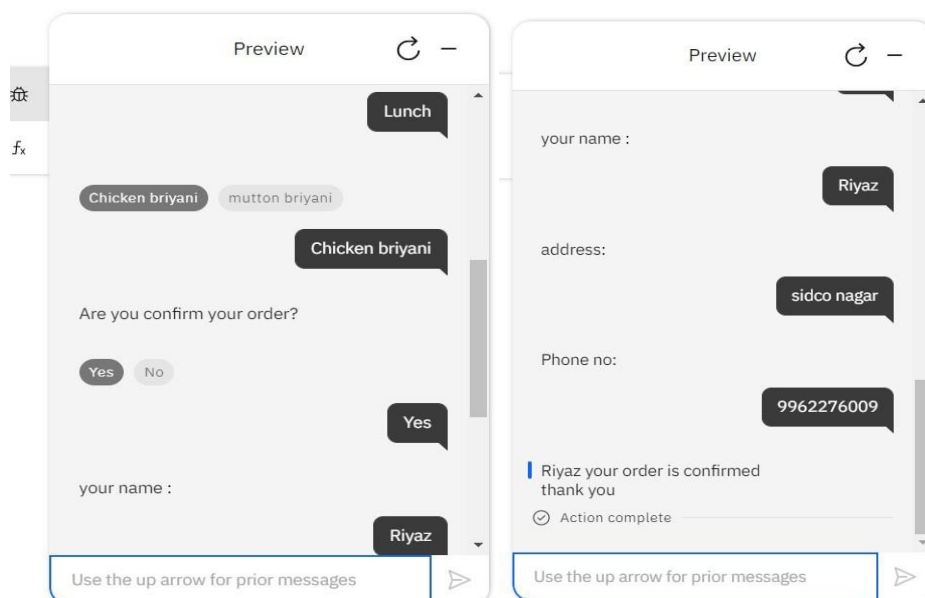 Preview
Lunch
Chicken briyani mutton briyani
Chicken briyani
Are you confirm your order?
Yes No
Yes
your name :
Riyaz
Use the up arrow for prior messages
fx
Preview
your name :
Riyaz
address:
sidco nagar
Phone no:
9962276009
Riyaz your order is confirmed
thank you
Action complete
Use the up arrow for prior messages